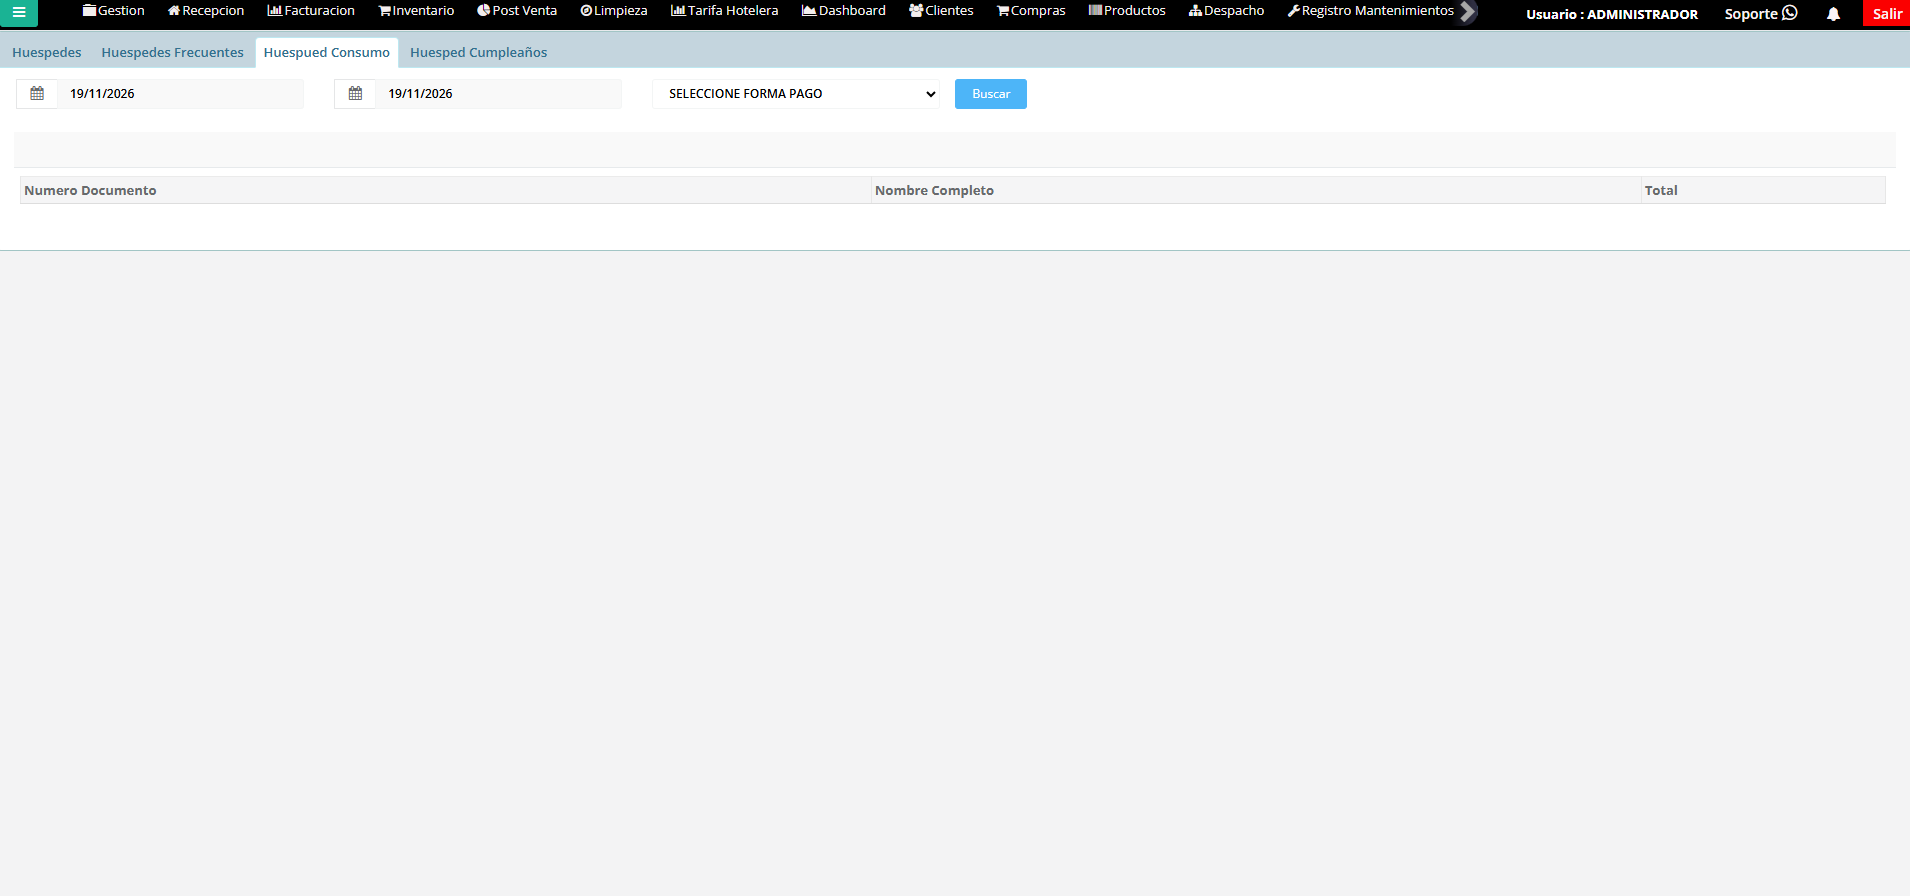 Gestion Recepcion Facturacion Inventario Post Venta Limpieza Tarifa Hotelera Dashboard Clientes Compras Productos Despacho Registro Mantenimientos Usuario : ADMINISTRADOR Soporte Salir
Huespedes Huespedes Frecuentes Huespued Consumo Huesped Cumpleaños
19/11/2026 19/11/2026 SELECCIONE FORMA PAGO Buscar
Numero Documento Nombre Completo Total